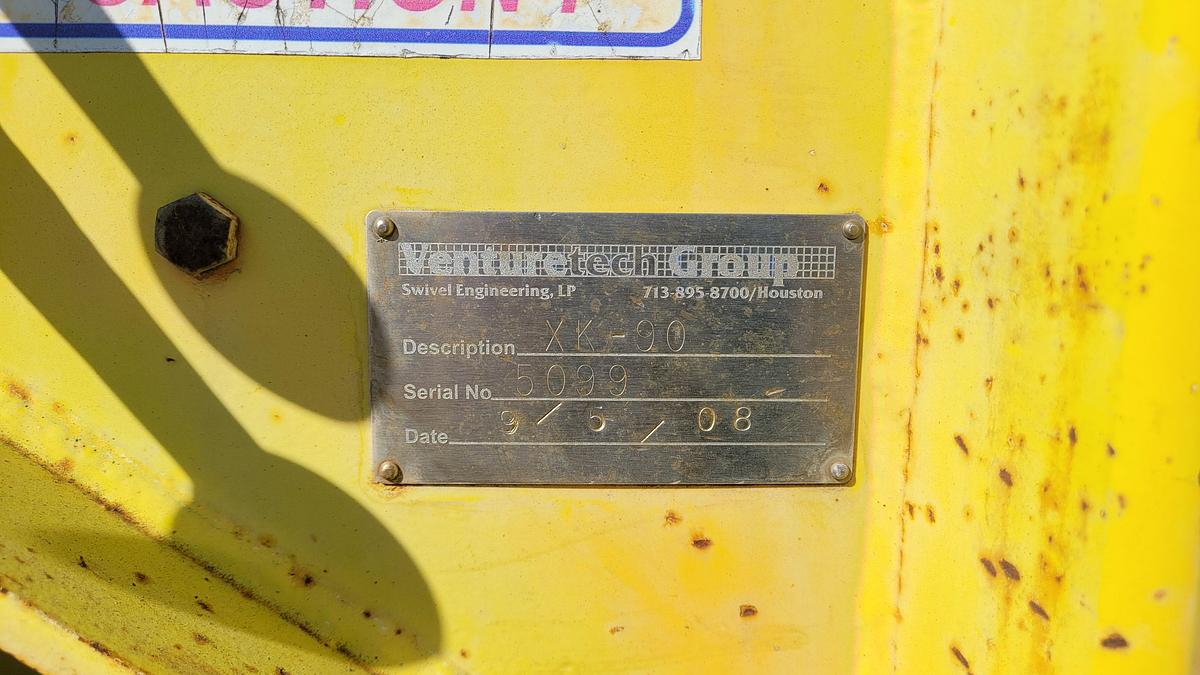 CAUTION!
Venturetech Group
Swivel Engineering, LP 713-895-8700/Houston
Description XK-90
Serial No. 5099
Date 9/5/08